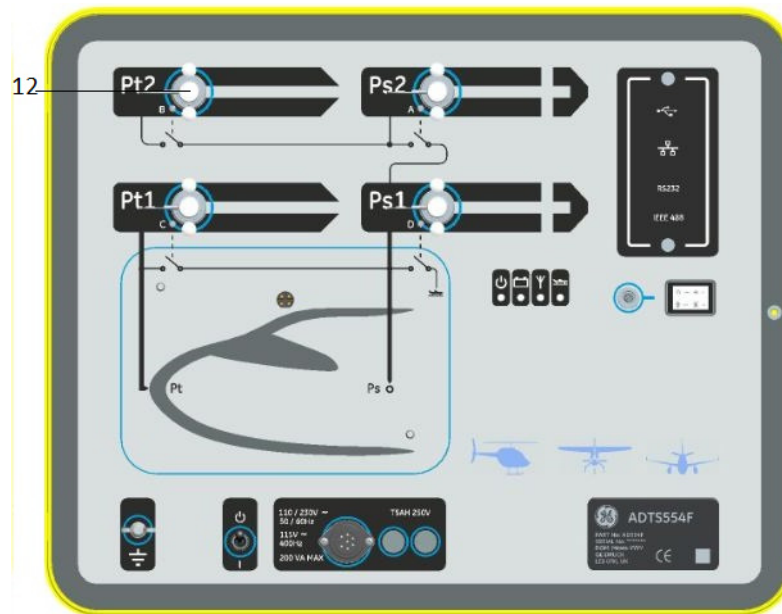 12
Pt2
B
Ps2
A
RS232
IEEE 488
Pt1
C
Ps1
D
Pt
Ps
110 / 230V ~
50 / 60Hz
115V ~
400Hz
200 VA MAX
T5AH 250V
I
GE
ADTS554F
CE